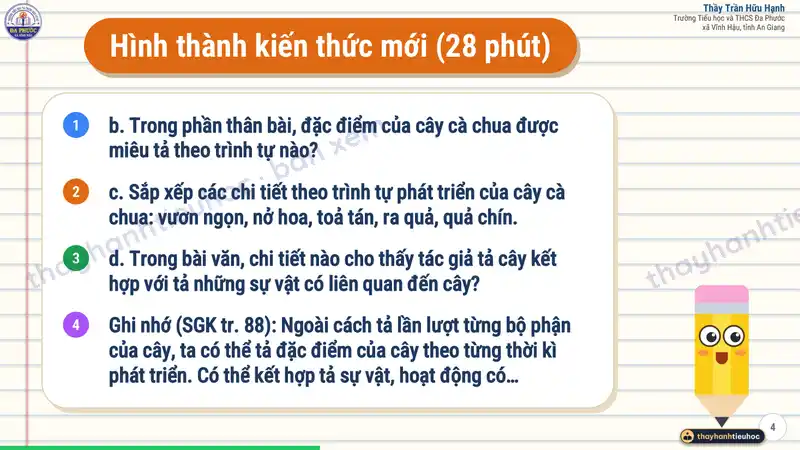 Thầy Trần Hữu Hạnh
Trường Tiểu học và THCS Đa Phước
xã Vĩnh Hậu, tỉnh An Giang
ĐA PHƯỚC
Hình thành kiến thức mới (28 phút)
1
b. Trong phần thân bài, đặc điểm của cây cà chua được
miêu tả theo trình tự nào?
2
c. Sắp xếp các chi tiết theo trình tự phát triển của cây cà
chua: vươn ngọn, nở hoa, toả tán, ra quả, quả chín.
3
d. Trong bài văn, chi tiết nào cho thấy tác giả tả cây kết
hợp với tả những sự vật có liên quan đến cây?
4
Ghi nhớ (SGK tr. 88): Ngoài cách tả lần lượt từng bộ phận
của cây, ta có thể tả đặc điểm của cây theo từng thời kì
phát triển. Có thể kết hợp tả sự vật, hoạt động có…
thayhanhtieuhoc · bản xem
thayhanhtieuhoc
4
thayhanhtieuhoc